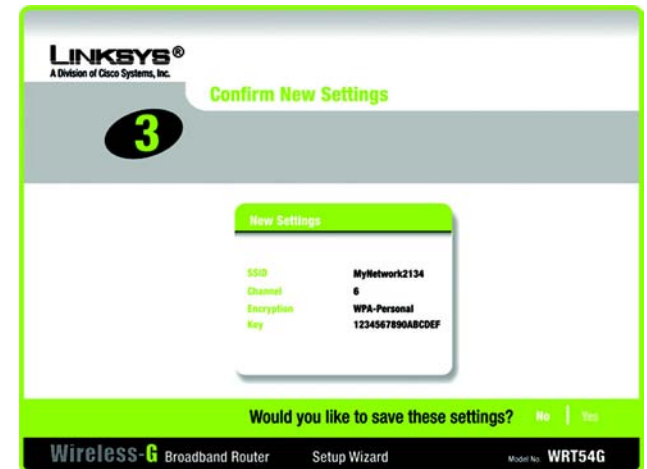 LINKSYS®
A Division of Cisco Systems, Inc.
Confirm New Settings
3
New Settings
SSID MyNetwork2134
Channel 6
Encryption WPA-Personal
Key 1234567890ABCDEF
Would you like to save these settings? No | Yes
Wireless-G Broadband Router Setup Wizard Model No. WRT54G